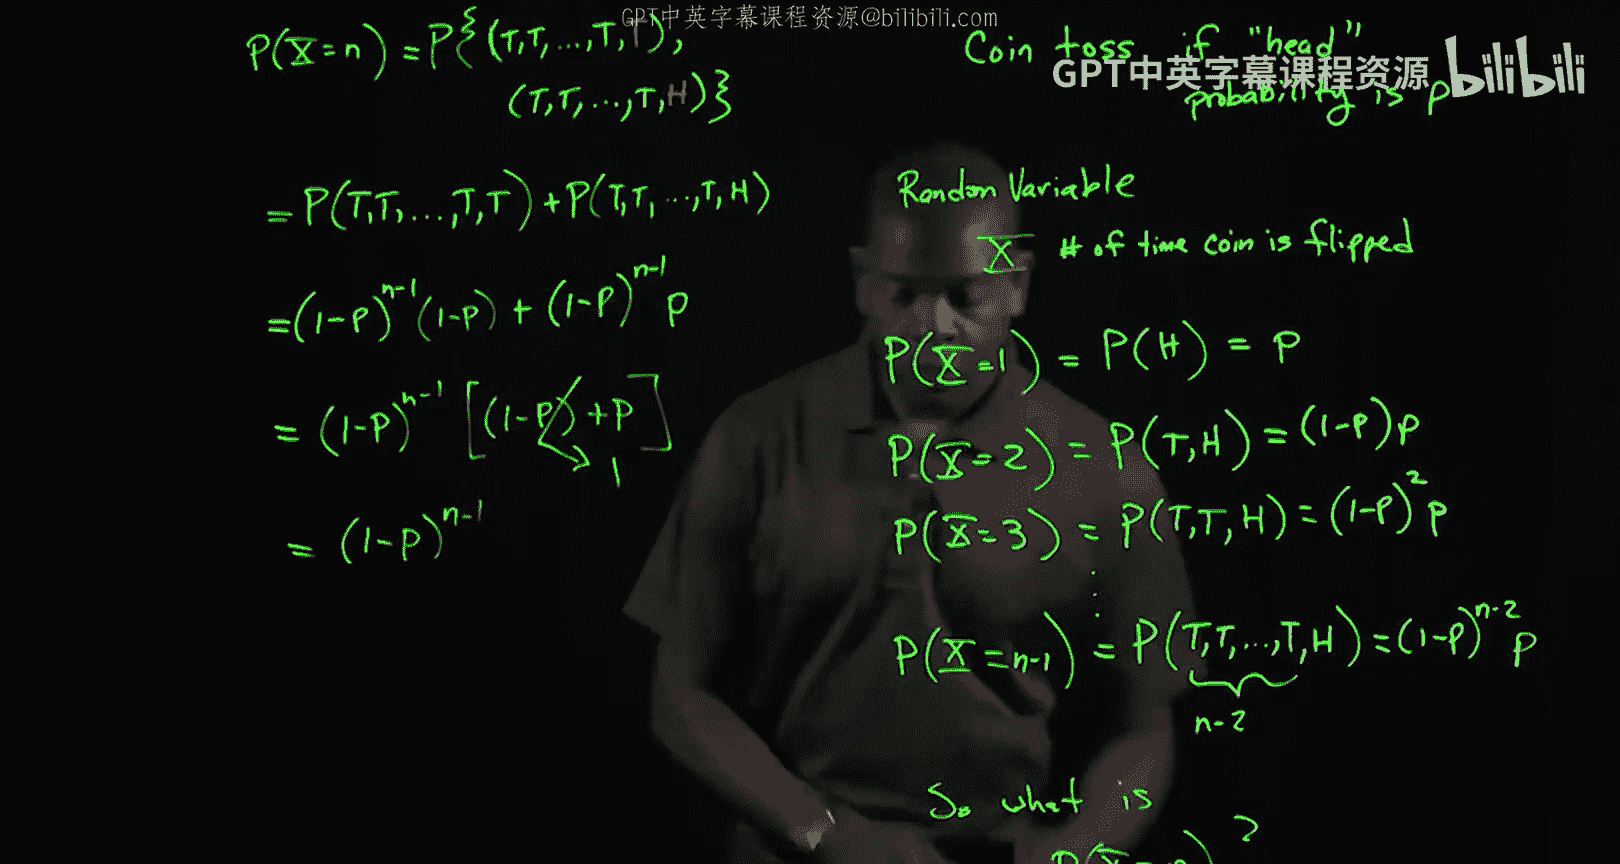 GPT中英字幕课程资源@bilibili.com
P(X=n) = P{(T,T,...,T,T),
(T,T,...,T,H)}
= P(T,T,...,T,T) + P(T,T,...,T,H)
= (1-p)^{n-1} (1-p) + (1-p)^{n-1} p
= (1-p)^{n-1} [(1-p) + p]
1
= (1-p)^{n-1}
Coin toss if "head"
GPT中英字幕课程资源 bilibili
probability is p
Random Variable
X # of time coin is flipped
P(X=1) = P(H) = p
P(X=2) = P(T,H) = (1-p)p
P(X=3) = P(T,T,H) = (1-p)^2 p
⋮
P(X=n-1) = P(T,T,...,T,H) = (1-p)^{n-2} p
n-2
So what is
P(X=n) ?